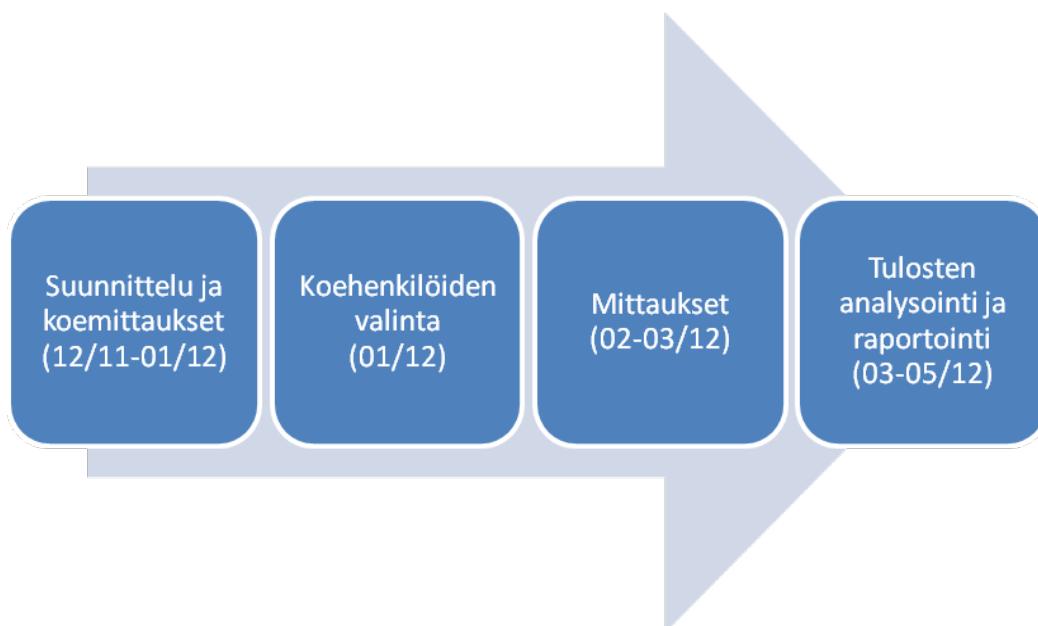 Suunnittelu ja
koemittaukset
(12/11-01/12)
Koehenkilöiden
valinta
(01/12)
Mittaukset
(02-03/12)
Tulosten
analysointi ja
raportointi
(03-05/12)